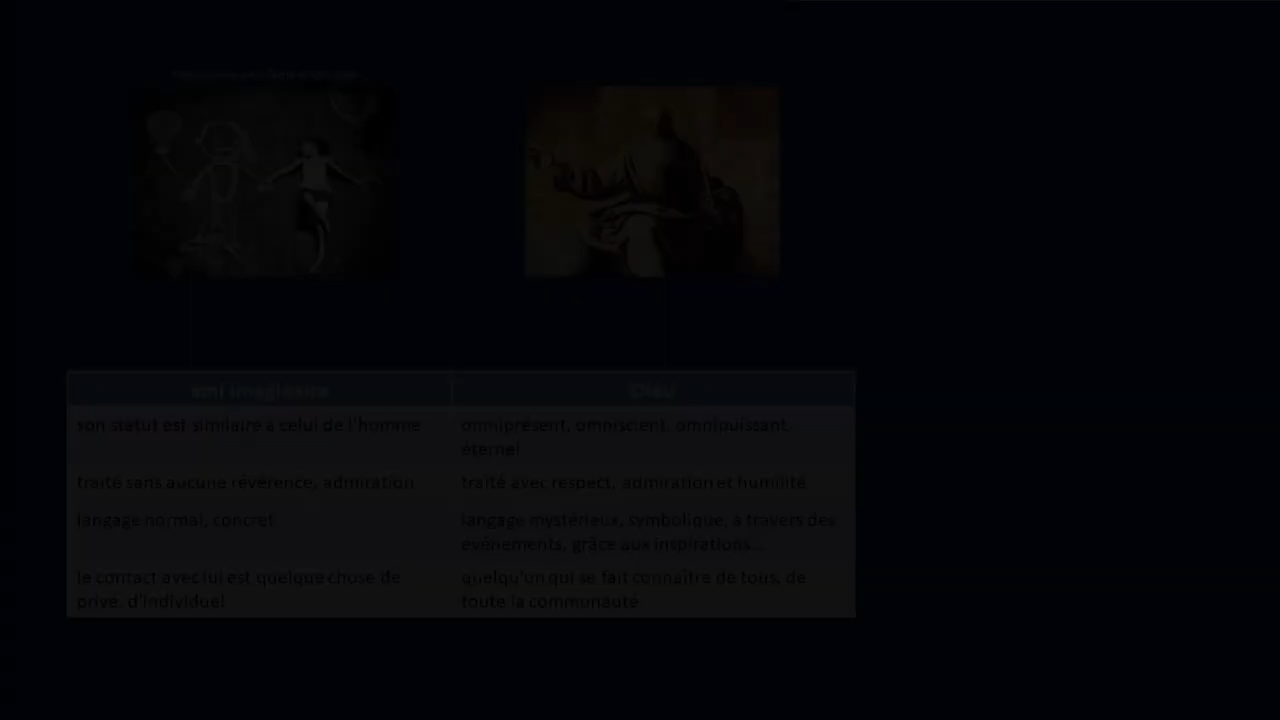 ami imaginaire
Dieu
son statut est similaire à celui de l'homme
omniprésent, omniscient, omnipuissant,
éternel
traité sans aucune révérence, admiration
traité avec respect, admiration et humilité
langage normal, concret
langage mystérieux, symbolique, à travers des
evénements, grâce aux inspirations...
le contact avec lui est quelque chose de
privé, d'individuel
quelqu'un qui se fait connaître de tous, de
toute la communauté